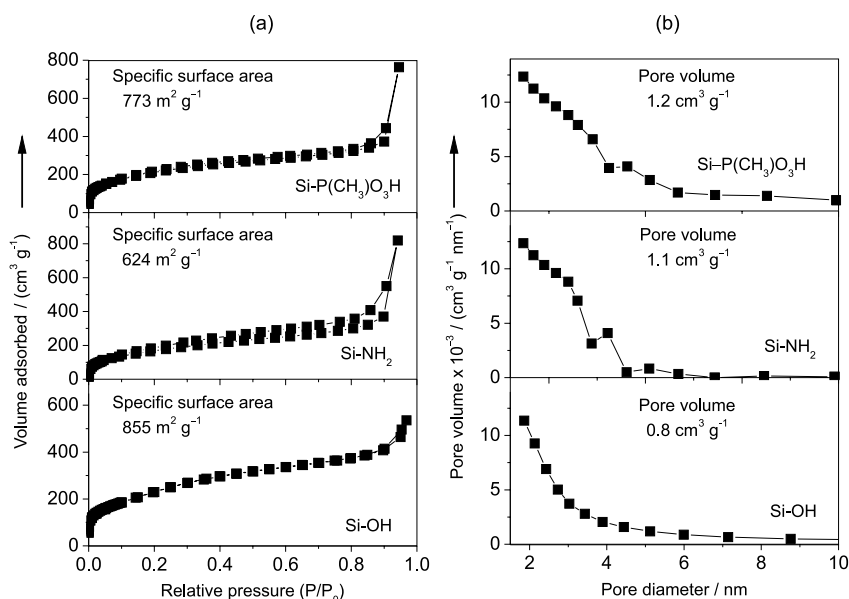 (a)
(b)
Volume adsorbed / (cm³ g⁻¹)
800
600
400
200
0
Specific surface area
773 m² g⁻¹
Si-P(CH₃)O₃H
800
600
400
200
0
Specific surface area
624 m² g⁻¹
Si-NH₂
600
400
200
0
Specific surface area
855 m² g⁻¹
Si-OH
0.0 0.2 0.4 0.6 0.8 1.0
Relative pressure (P/P₀)
Pore volume x 10⁻³ / (cm³ g⁻¹ nm⁻¹)
10
5
0
Pore volume
1.2 cm³ g⁻¹
Si–P(CH₃)O₃H
10
5
0
Pore volume
1.1 cm³ g⁻¹
Si-NH₂
10
5
0
Pore volume
0.8 cm³ g⁻¹
Si-OH
2 4 6 8 10
Pore diameter / nm